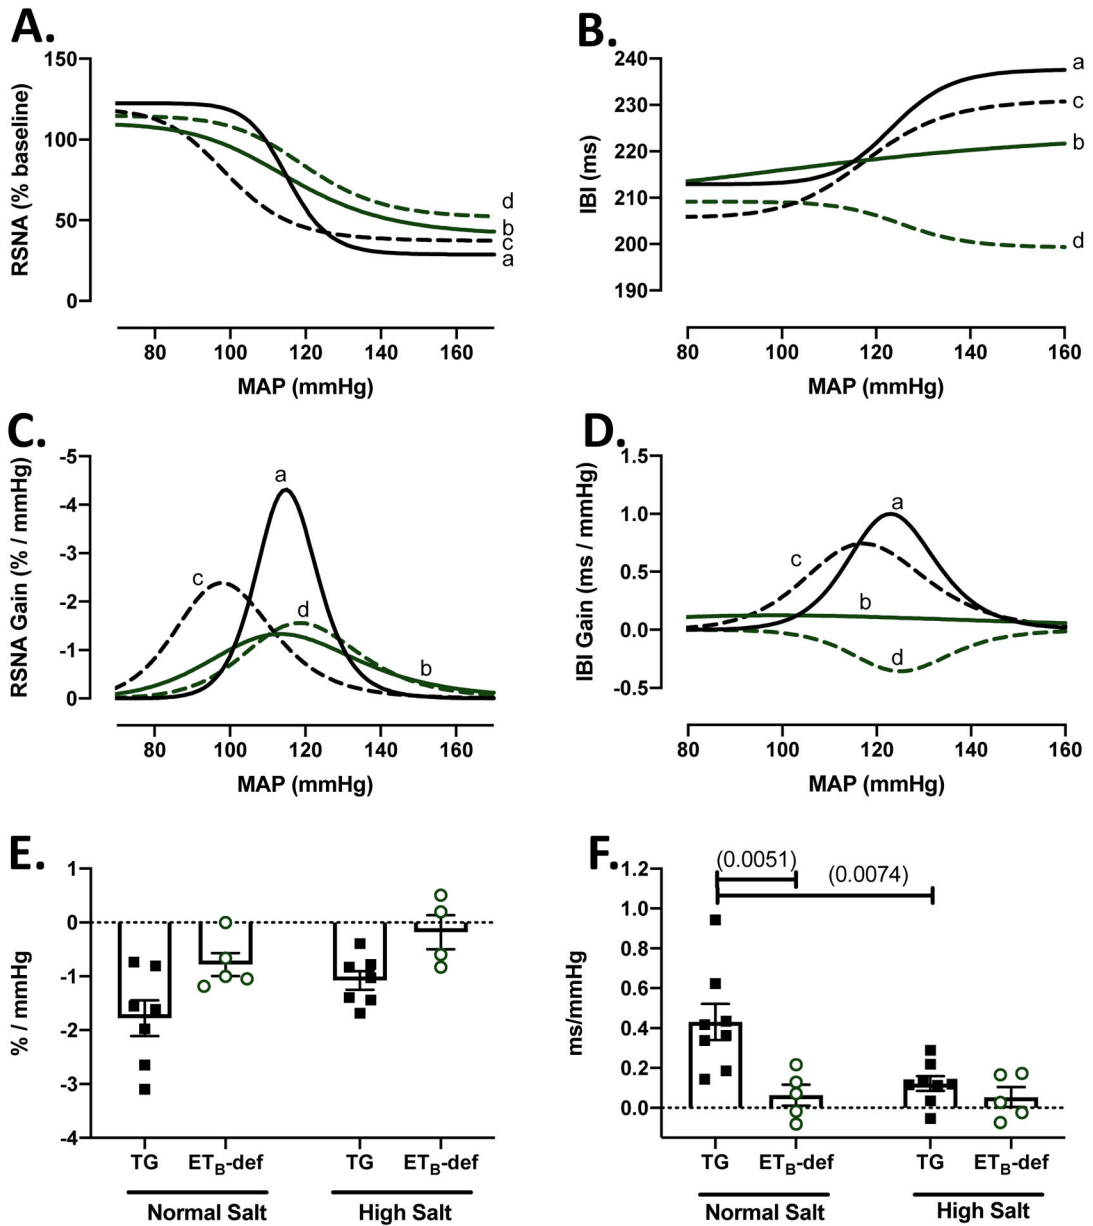 A.
150
100
50
0
RSNA (% baseline)
d
b
c
a
80 100 120 140 160
MAP (mmHg)
B.
240
230
220
210
200
190
IBI (ms)
a
c
b
d
80 100 120 140 160
MAP (mmHg)
C.
-5
-4
-3
-2
-1
0
RSNA Gain (% / mmHg)
a
c
d
b
80 100 120 140 160
MAP (mmHg)
D.
1.5
1.0
0.5
0.0
-0.5
IBI Gain (ms / mmHg)
a
c
b
d
80 100 120 140 160
MAP (mmHg)
E.
1
0
-1
-2
-3
-4
% / mmHg
TG ETB-def TG ETB-def
Normal Salt High Salt
F.
1.2
1.0
0.8
0.6
0.4
0.2
0.0
ms/mmHg
(0.0051)
(0.0074)
TG ETB-def TG ETB-def
Normal Salt High Salt